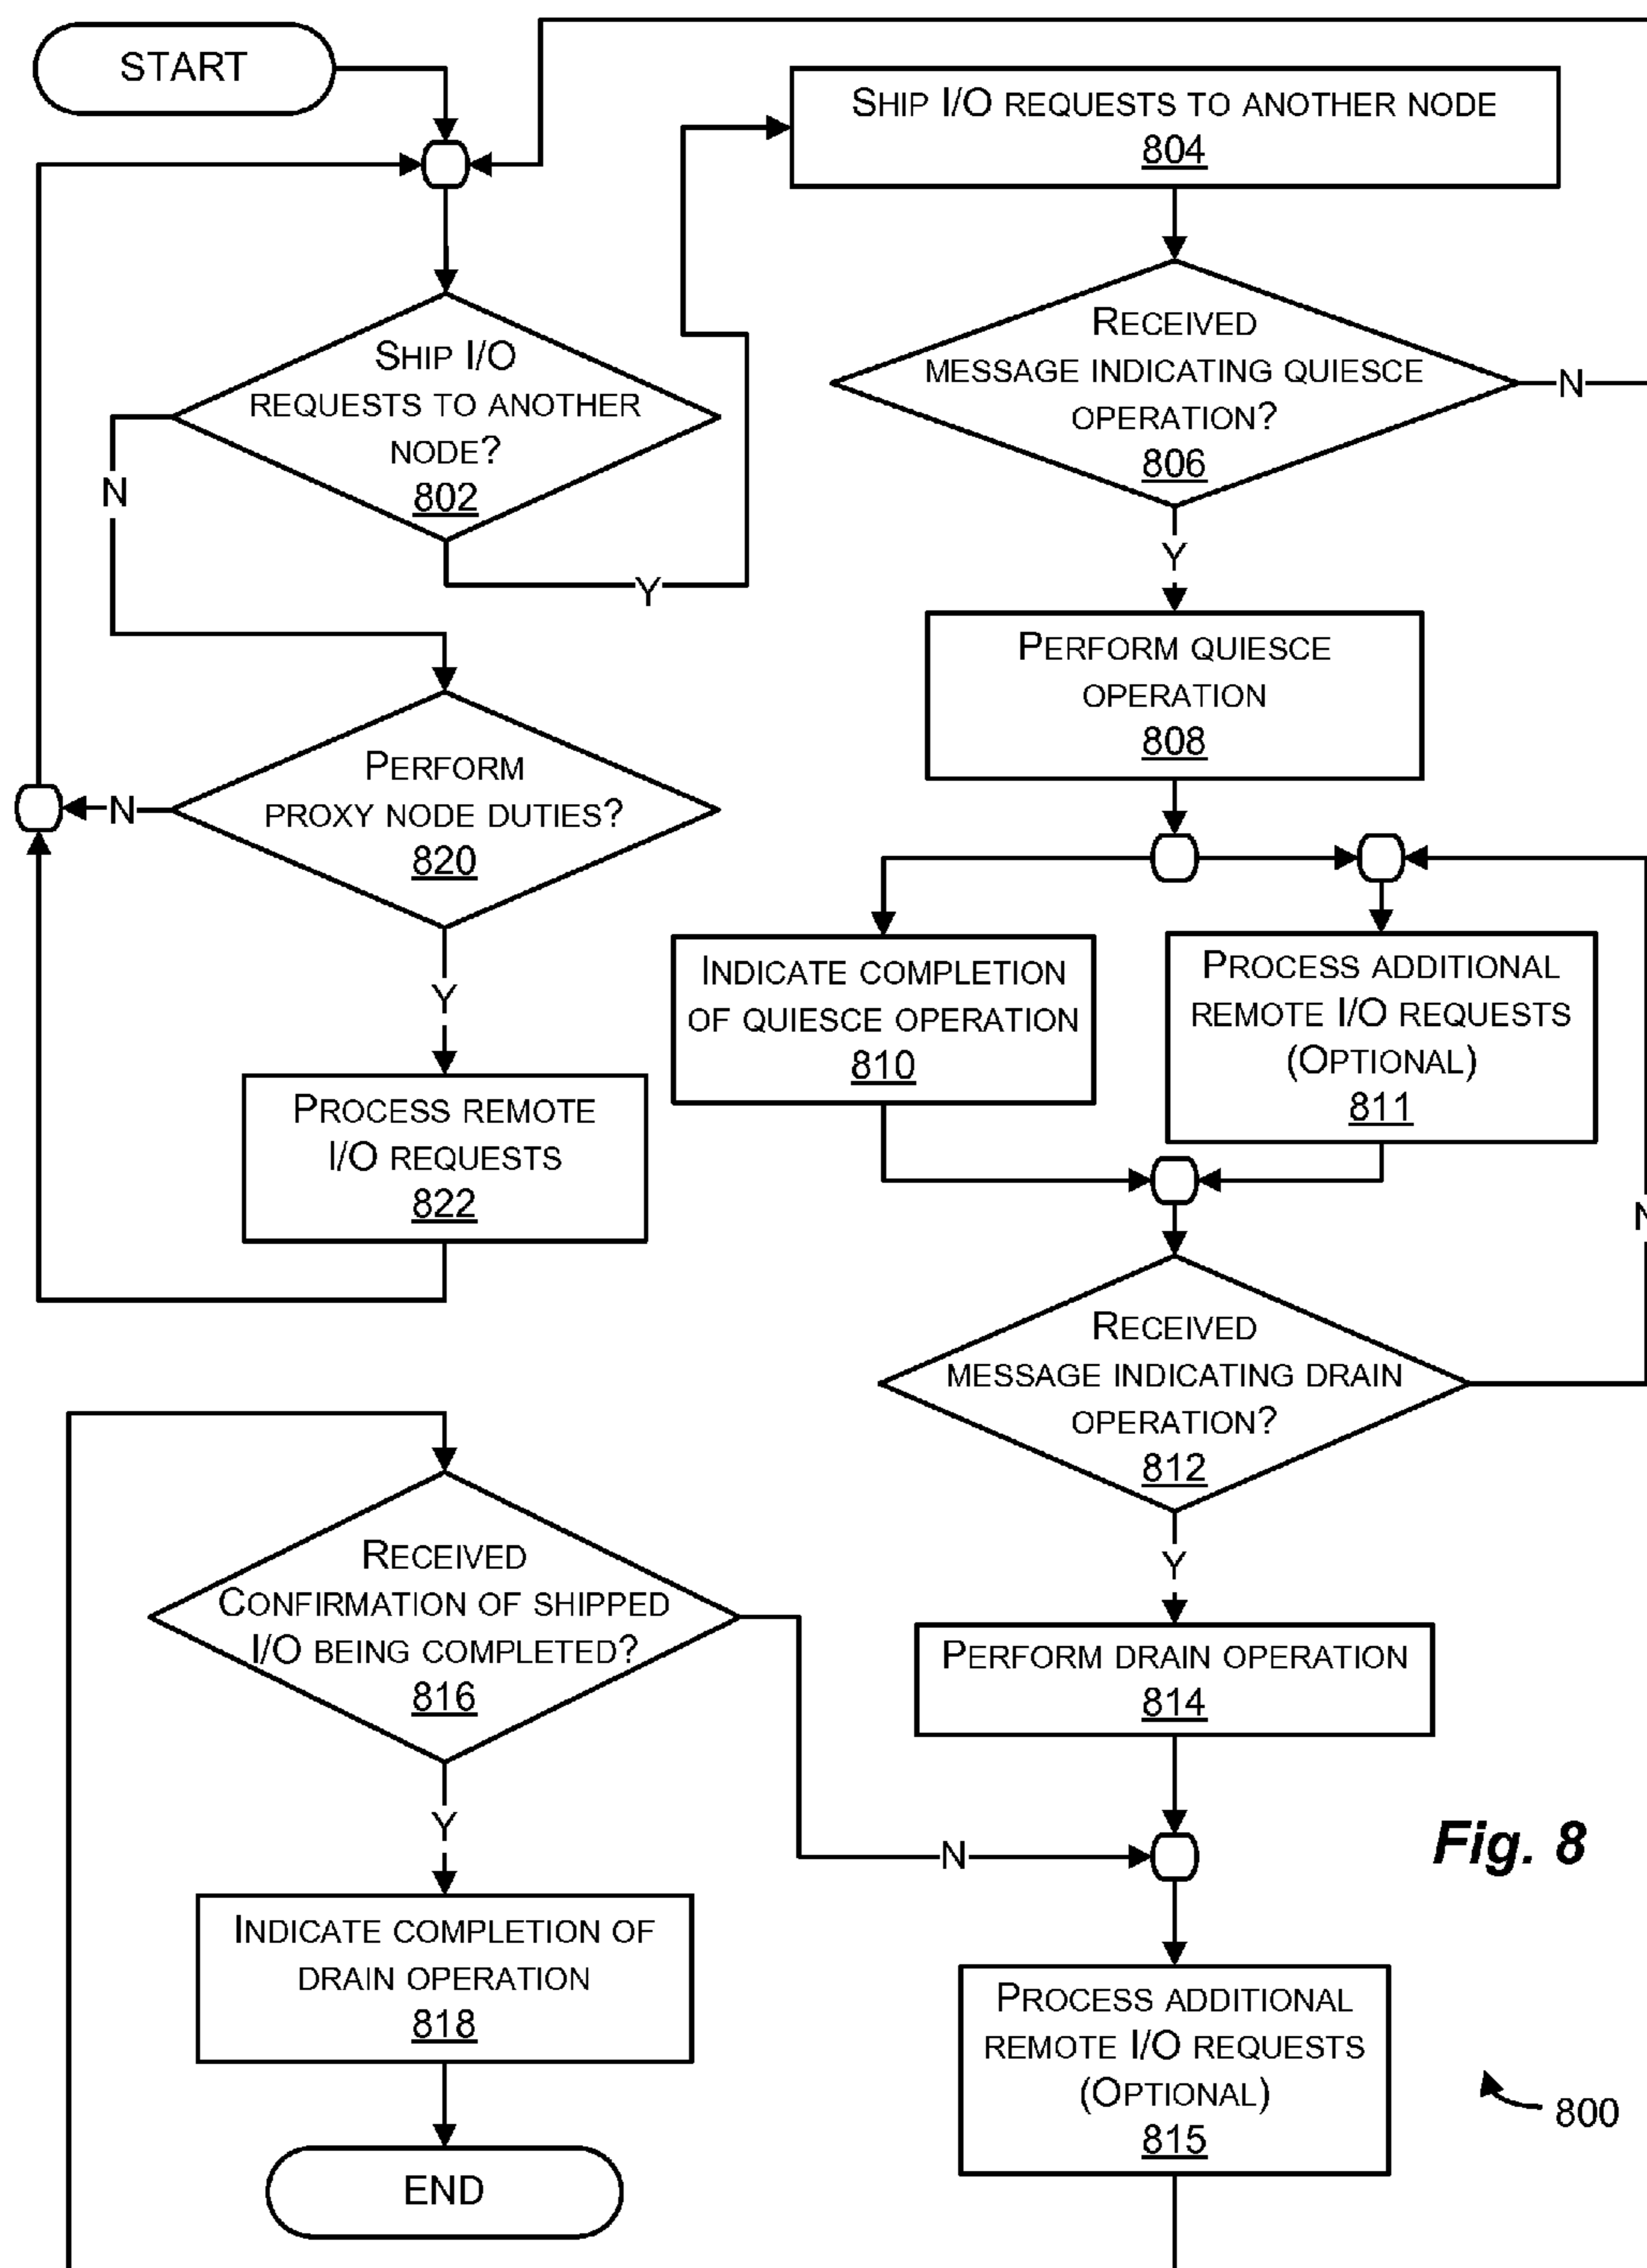 START
SHIP I/O REQUESTS TO ANOTHER NODE
804
SHIP I/O
REQUESTS TO ANOTHER
NODE?
802
N
Y
RECEIVED
MESSAGE INDICATING QUIESCE
OPERATION?
806
N
Y
PERFORM QUIESCE
OPERATION
808
PERFORM
PROXY NODE DUTIES?
820
N
Y
INDICATE COMPLETION
OF QUIESCE OPERATION
810
PROCESS ADDITIONAL
REMOTE I/O REQUESTS
(OPTIONAL)
811
PROCESS REMOTE
I/O REQUESTS
822
N
RECEIVED
MESSAGE INDICATING DRAIN
OPERATION?
812
Y
RECEIVED
CONFIRMATION OF SHIPPED
I/O BEING COMPLETED?
816
Y
N
PERFORM DRAIN OPERATION
814
Fig. 8
INDICATE COMPLETION OF
DRAIN OPERATION
818
PROCESS ADDITIONAL
REMOTE I/O REQUESTS
(OPTIONAL)
815
800
END